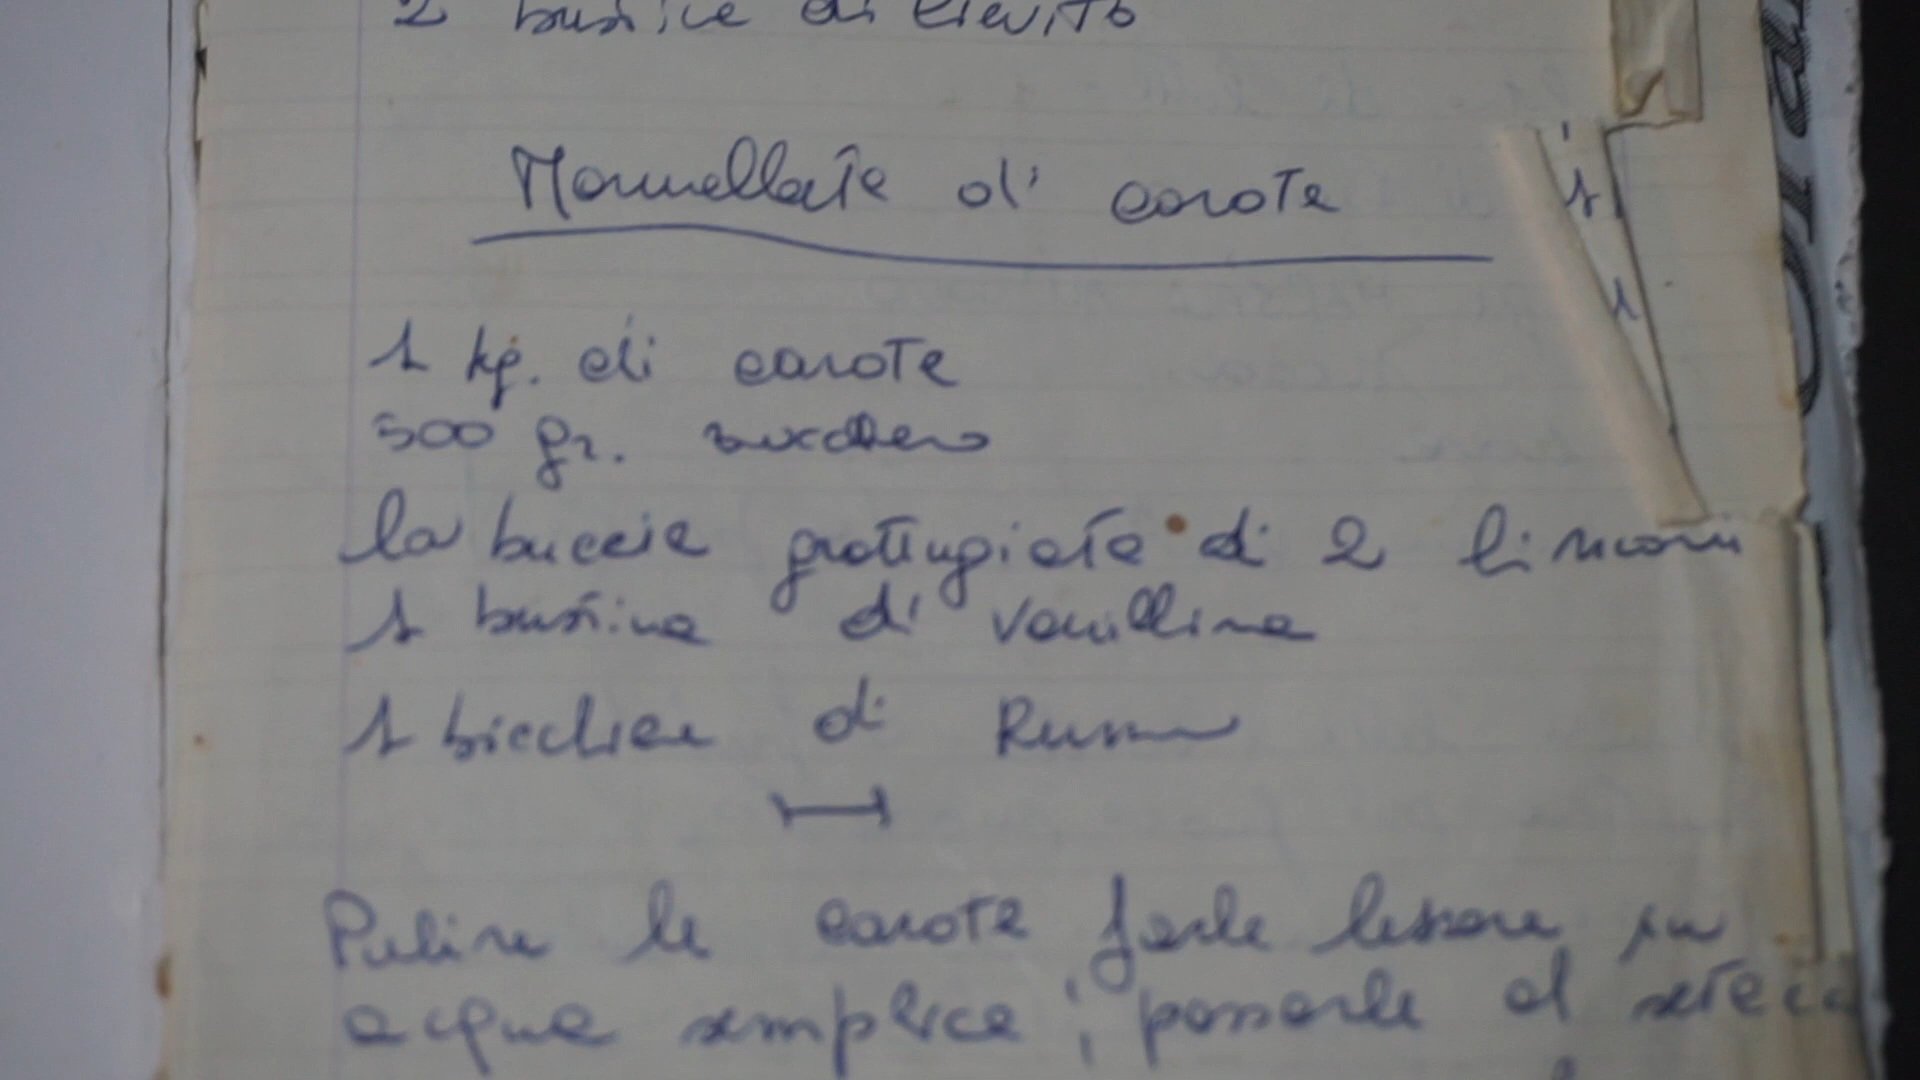 2 bustine di lievito
Marmellata di carote
1 kg. di carote
500 gr. zucchero
la buccia grattugiata di 2 limoni
1 bustina di vanillina
1 bicchiere di Rum
Pulire le carote farle lessare in
acqua semplice; passarle al setaccio